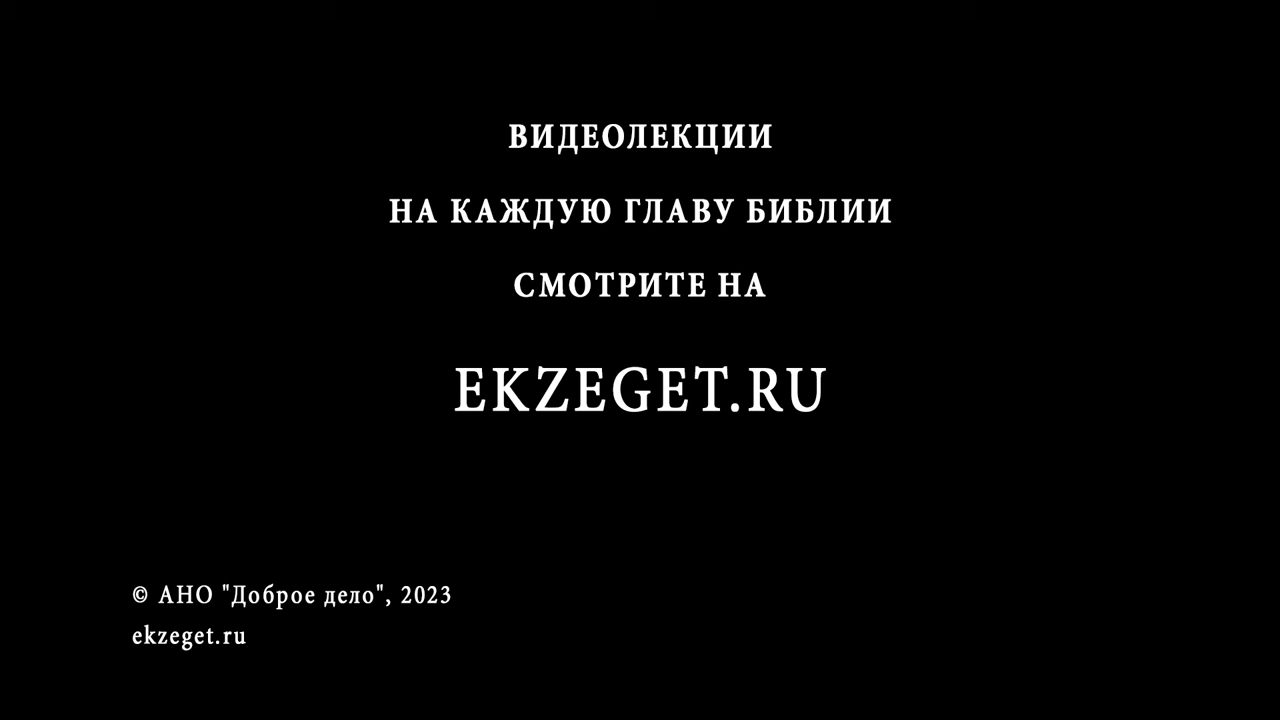 ВИДЕОЛЕКЦИИ
НА КАЖДУЮ ГЛАВУ БИБЛИИ
СМОТРИТЕ НА
EKZEGET.RU
© АНО "Доброе дело", 2023
ekzeget.ru